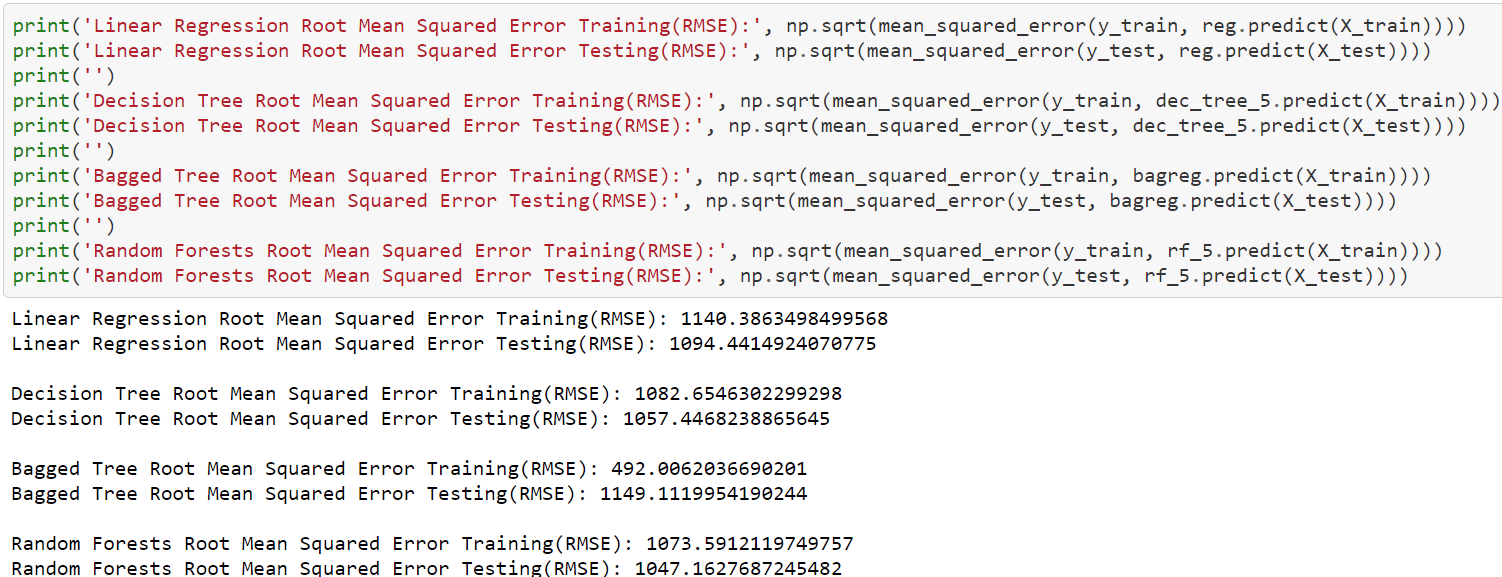 print('Linear Regression Root Mean Squared Error Training(RMSE):', np.sqrt(mean_squared_error(y_train, reg.predict(X_train))))
print('Linear Regression Root Mean Squared Error Testing(RMSE):', np.sqrt(mean_squared_error(y_test, reg.predict(X_test))))
print('')
print('Decision Tree Root Mean Squared Error Training(RMSE):', np.sqrt(mean_squared_error(y_train, dec_tree_5.predict(X_train))))
print('Decision Tree Root Mean Squared Error Testing(RMSE):', np.sqrt(mean_squared_error(y_test, dec_tree_5.predict(X_test))))
print('')
print('Bagged Tree Root Mean Squared Error Training(RMSE):', np.sqrt(mean_squared_error(y_train, bagreg.predict(X_train))))
print('Bagged Tree Root Mean Squared Error Testing(RMSE):', np.sqrt(mean_squared_error(y_test, bagreg.predict(X_test))))
print('')
print('Random Forests Root Mean Squared Error Training(RMSE):', np.sqrt(mean_squared_error(y_train, rf_5.predict(X_train))))
print('Random Forests Root Mean Squared Error Testing(RMSE):', np.sqrt(mean_squared_error(y_test, rf_5.predict(X_test))))
Linear Regression Root Mean Squared Error Training(RMSE): 1140.3863498499568
Linear Regression Root Mean Squared Error Testing(RMSE): 1094.4414924070775
Decision Tree Root Mean Squared Error Training(RMSE): 1082.6546302299298
Decision Tree Root Mean Squared Error Testing(RMSE): 1057.4468238865645
Bagged Tree Root Mean Squared Error Training(RMSE): 492.0062036690201
Bagged Tree Root Mean Squared Error Testing(RMSE): 1149.1119954190244
Random Forests Root Mean Squared Error Training(RMSE): 1073.5912119749757
Random Forests Root Mean Squared Error Testing(RMSE): 1047.1627687245482